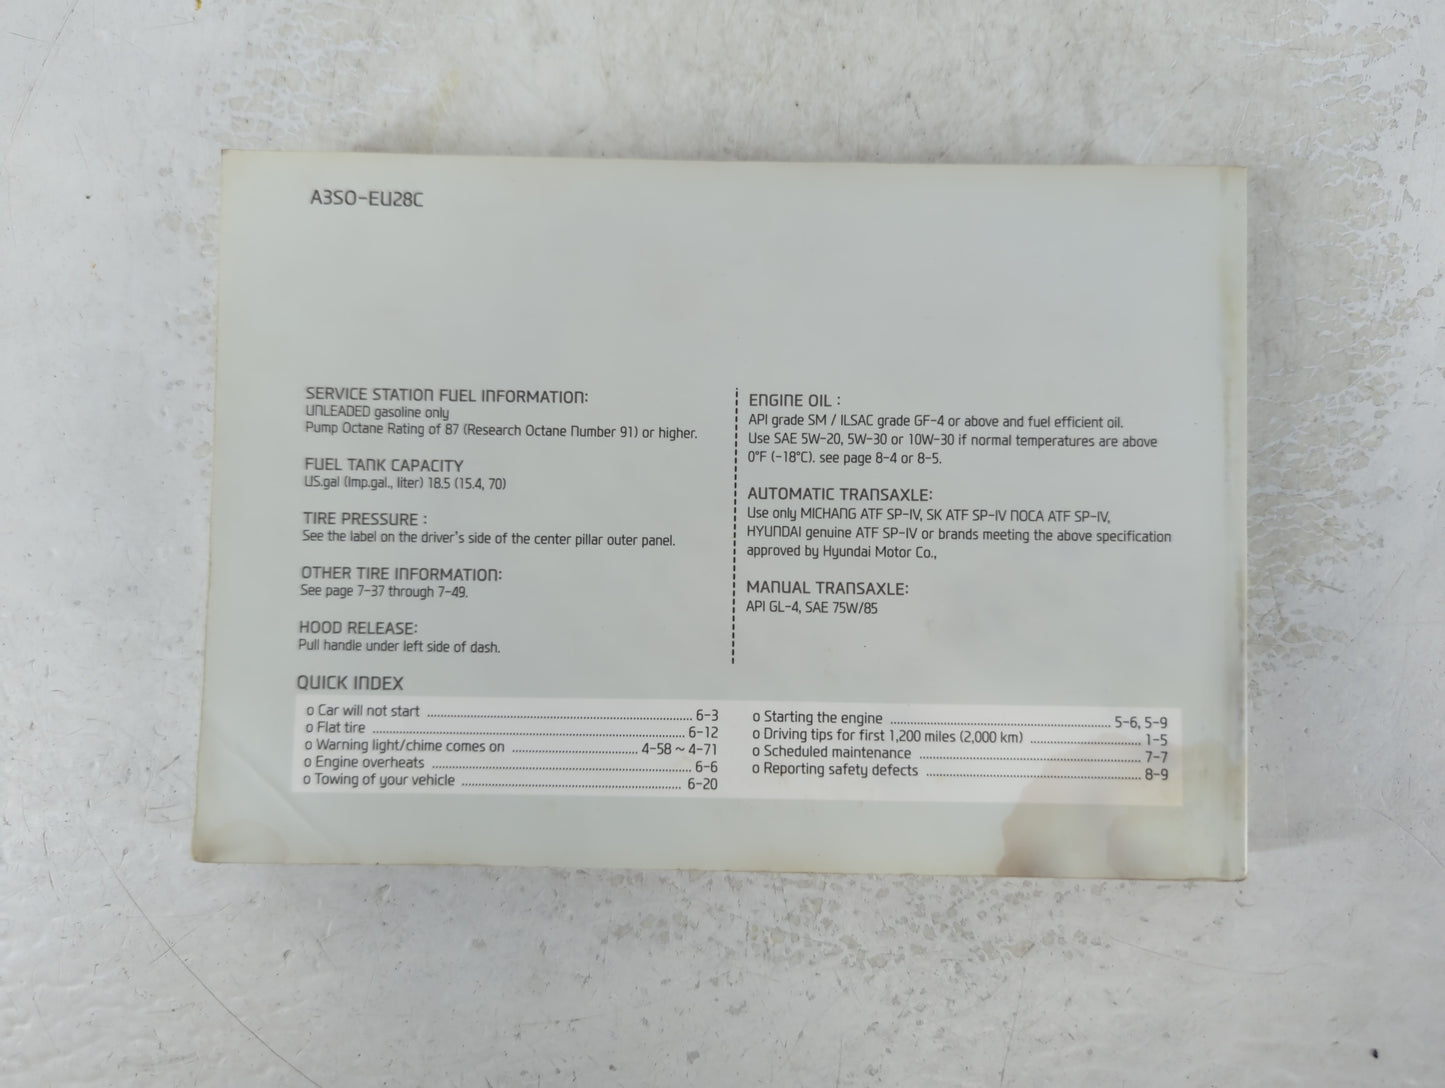 A3SO-EU28C
SERVICE STATION FUEL INFORMATION:
UNLEADED gasoline only
Pump Octane Rating of 87 (Research Octane Number 91) or higher.
FUEL TANK CAPACITY
US.gal (Imp.gal., liter) 18.5 (15.4, 70)
TIRE PRESSURE :
See the label on the driver's side of the center pillar outer panel.
OTHER TIRE INFORMATION:
See page 7-37 through 7-49.
HOOD RELEASE:
Pull handle under left side of dash.
ENGINE OIL :
API grade SM / ILSAC grade GF-4 or above and fuel efficient oil.
Use SAE 5W-20, 5W-30 or 10W-30 if normal temperatures are above
0°F (-18°C). see page 8-4 or 8-5.
AUTOMATIC TRANSAXLE:
Use only MICHANG ATF SP-IV, SK ATF SP-IV NOCA ATF SP-IV,
HYUNDAI genuine ATF SP-IV or brands meeting the above specification
approved by Hyundai Motor Co.,
MANUAL TRANSAXLE:
API GL-4, SAE 75W/85
QUICK INDEX
o Car will not start ........ 6-3
o Flat tire ........ 6-12
o Warning light/chime comes on ........ 4-58 ~ 4-71
o Engine overheats ........ 6-6
o Towing of your vehicle ........ 6-20
o Starting the engine ........ 5-6, 5-9
o Driving tips for first 1,200 miles (2,000 km) ........ 1-5
o Scheduled maintenance ........ 7-7
o Reporting safety defects ........ 8-9